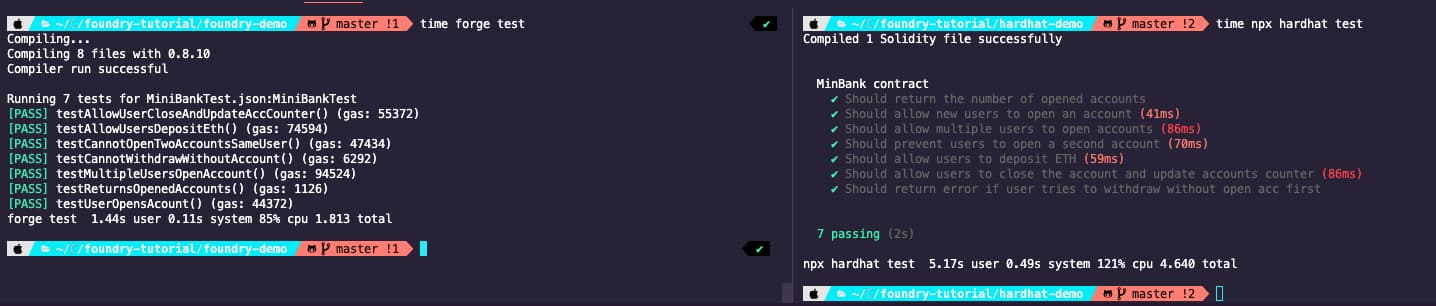 ~/ /foundry-tutorial/foundry-demo master !1 time forge test ✔
Compiling...
Compiling 8 files with 0.8.10
Compiler run successful
Running 7 tests for MiniBankTest.json:MiniBankTest
[PASS] testAllowUserCloseAndUpdateAccCounter() (gas: 55372)
[PASS] testAllowUsersDepositEth() (gas: 74594)
[PASS] testCannotOpenTwoAccountsSameUser() (gas: 47434)
[PASS] testCannotWithdrawWithoutAccount() (gas: 6292)
[PASS] testMultipleUsersOpenAccount() (gas: 94524)
[PASS] testReturnsOpenedAccounts() (gas: 1126)
[PASS] testUserOpensAcount() (gas: 44372)
forge test  1.44s user 0.11s system 85% cpu 1.813 total
~/ /foundry-tutorial/foundry-demo master !1 ✔
~/ /foundry-tutorial/hardhat-demo master !2 time npx hardhat test
Compiled 1 Solidity file successfully
MinBank contract
✔ Should return the number of opened accounts
✔ Should allow new users to open an account (41ms)
✔ Should allow multiple users to open accounts (86ms)
✔ Should prevent users to open a second account (70ms)
✔ Should allow users to deposit ETH (59ms)
✔ Should allow users to close the account and update accounts counter (86ms)
✔ Should return error if user tries to withdraw without open acc first
7 passing (2s)
npx hardhat test  5.17s user 0.49s system 121% cpu 4.640 total
~/ /foundry-tutorial/hardhat-demo master !2